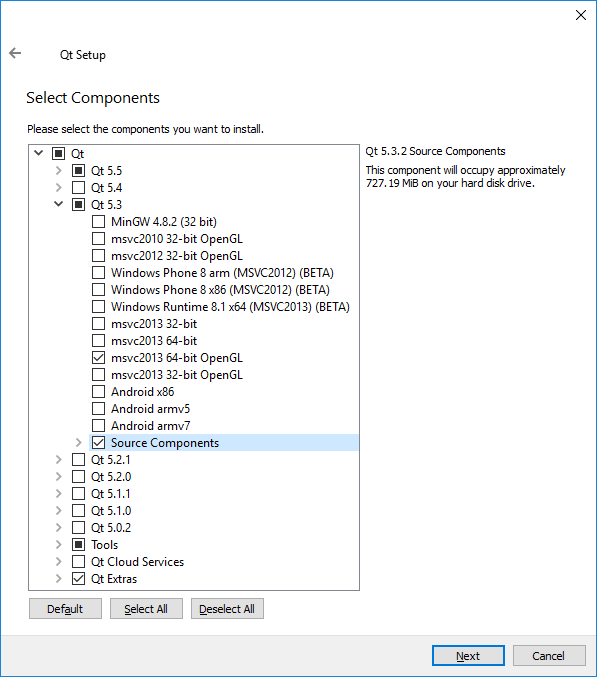 Qt Setup
Select Components
Please select the components you want to install.
Qt
Qt 5.5
Qt 5.4
Qt 5.3
MinGW 4.8.2 (32 bit)
msvc2010 32-bit OpenGL
msvc2012 32-bit OpenGL
Windows Phone 8 arm (MSVC2012) (BETA)
Windows Phone 8 x86 (MSVC2012) (BETA)
Windows Runtime 8.1 x64 (MSVC2013) (BETA)
msvc2013 32-bit
msvc2013 64-bit
msvc2013 64-bit OpenGL
msvc2013 32-bit OpenGL
Android x86
Android armv5
Android armv7
Source Components
Qt 5.2.1
Qt 5.2.0
Qt 5.1.1
Qt 5.1.0
Qt 5.0.2
Tools
Qt Cloud Services
Qt Extras
Qt 5.3.2 Source Components
This component will occupy approximately
727.19 MiB on your hard disk drive.
Default Select All Deselect All
Next Cancel